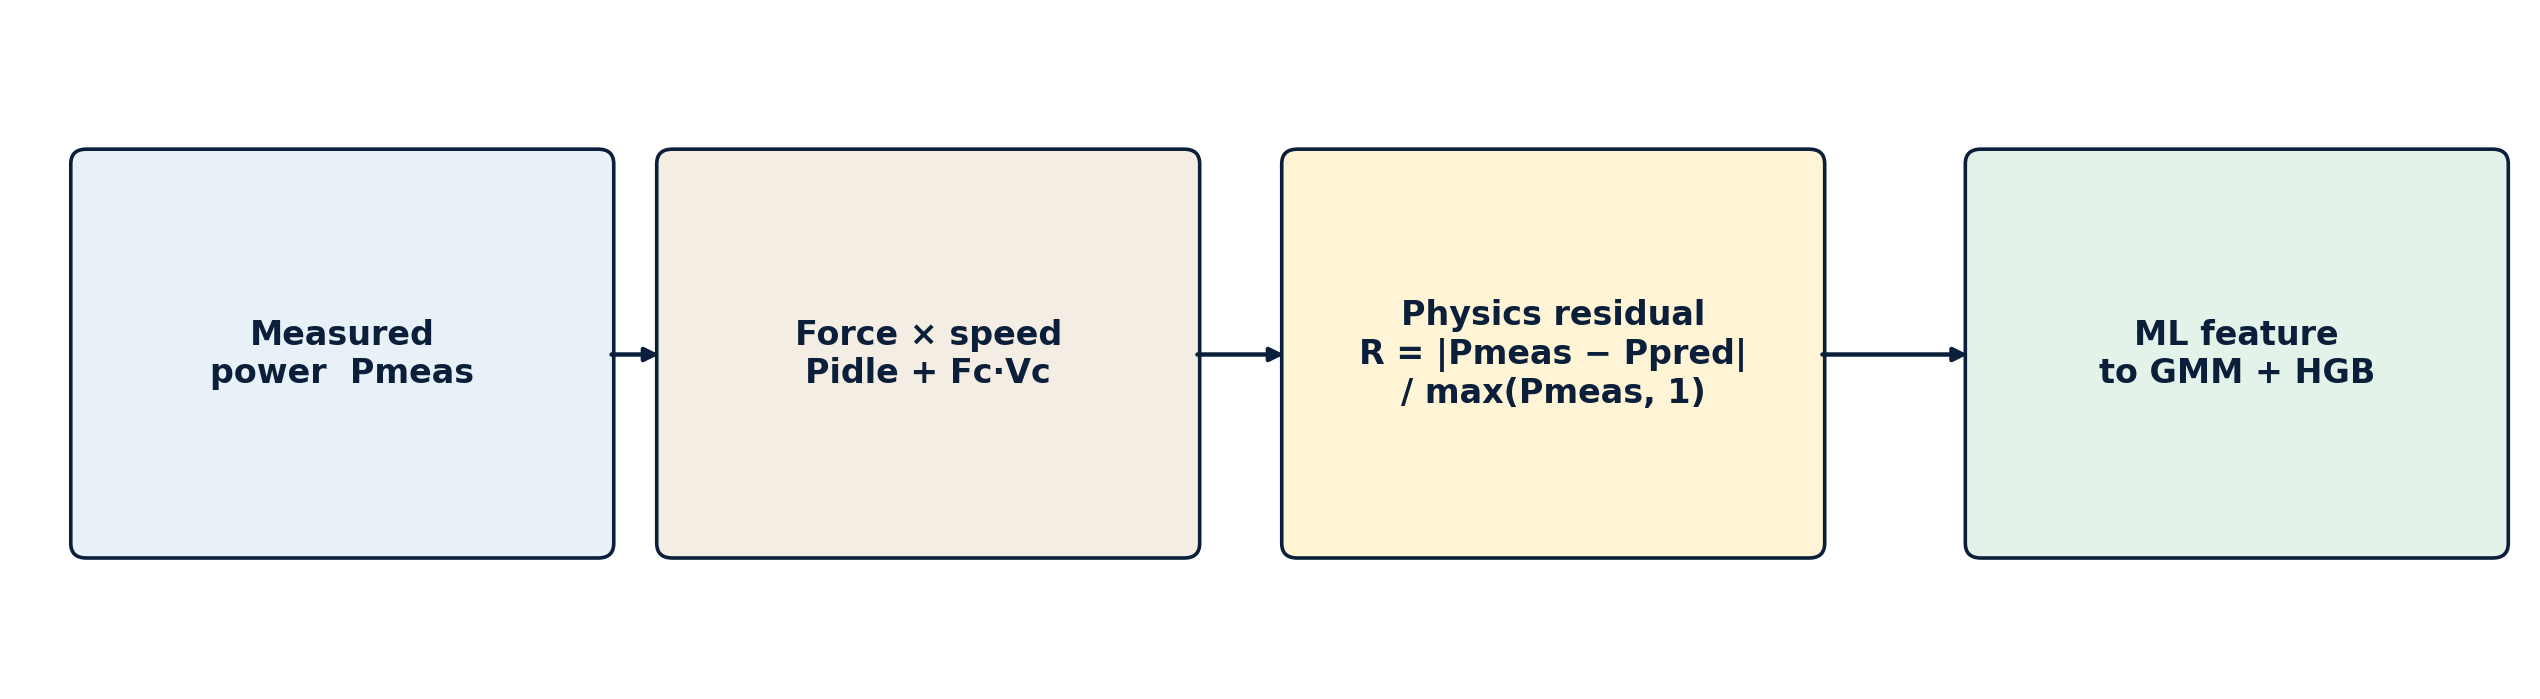 Measured
power  Pmeas
Force × speed
Pidle + Fc·Vc
Physics residual
R = |Pmeas − Ppred|
/ max(Pmeas, 1)
ML feature
to GMM + HGB